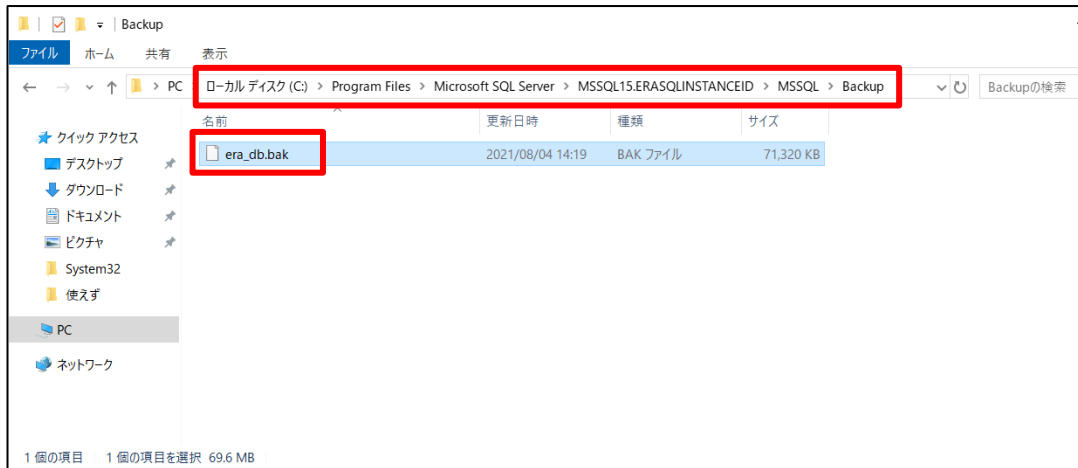 Backup
ファイル ホーム 共有 表示
PC ローカル ディスク (C:) > Program Files > Microsoft SQL Server > MSSQL15.ERASQLINSTANCEID > MSSQL > Backup Backupの検索
名前 更新日時 種類 サイズ
era_db.bak 2021/08/04 14:19 BAK ファイル 71,320 KB
クイック アクセス
デスクトップ
ダウンロード
ドキュメント
ピクチャ
System32
使えず
PC
ネットワーク
1 個の項目 1 個の項目を選択 69.6 MB